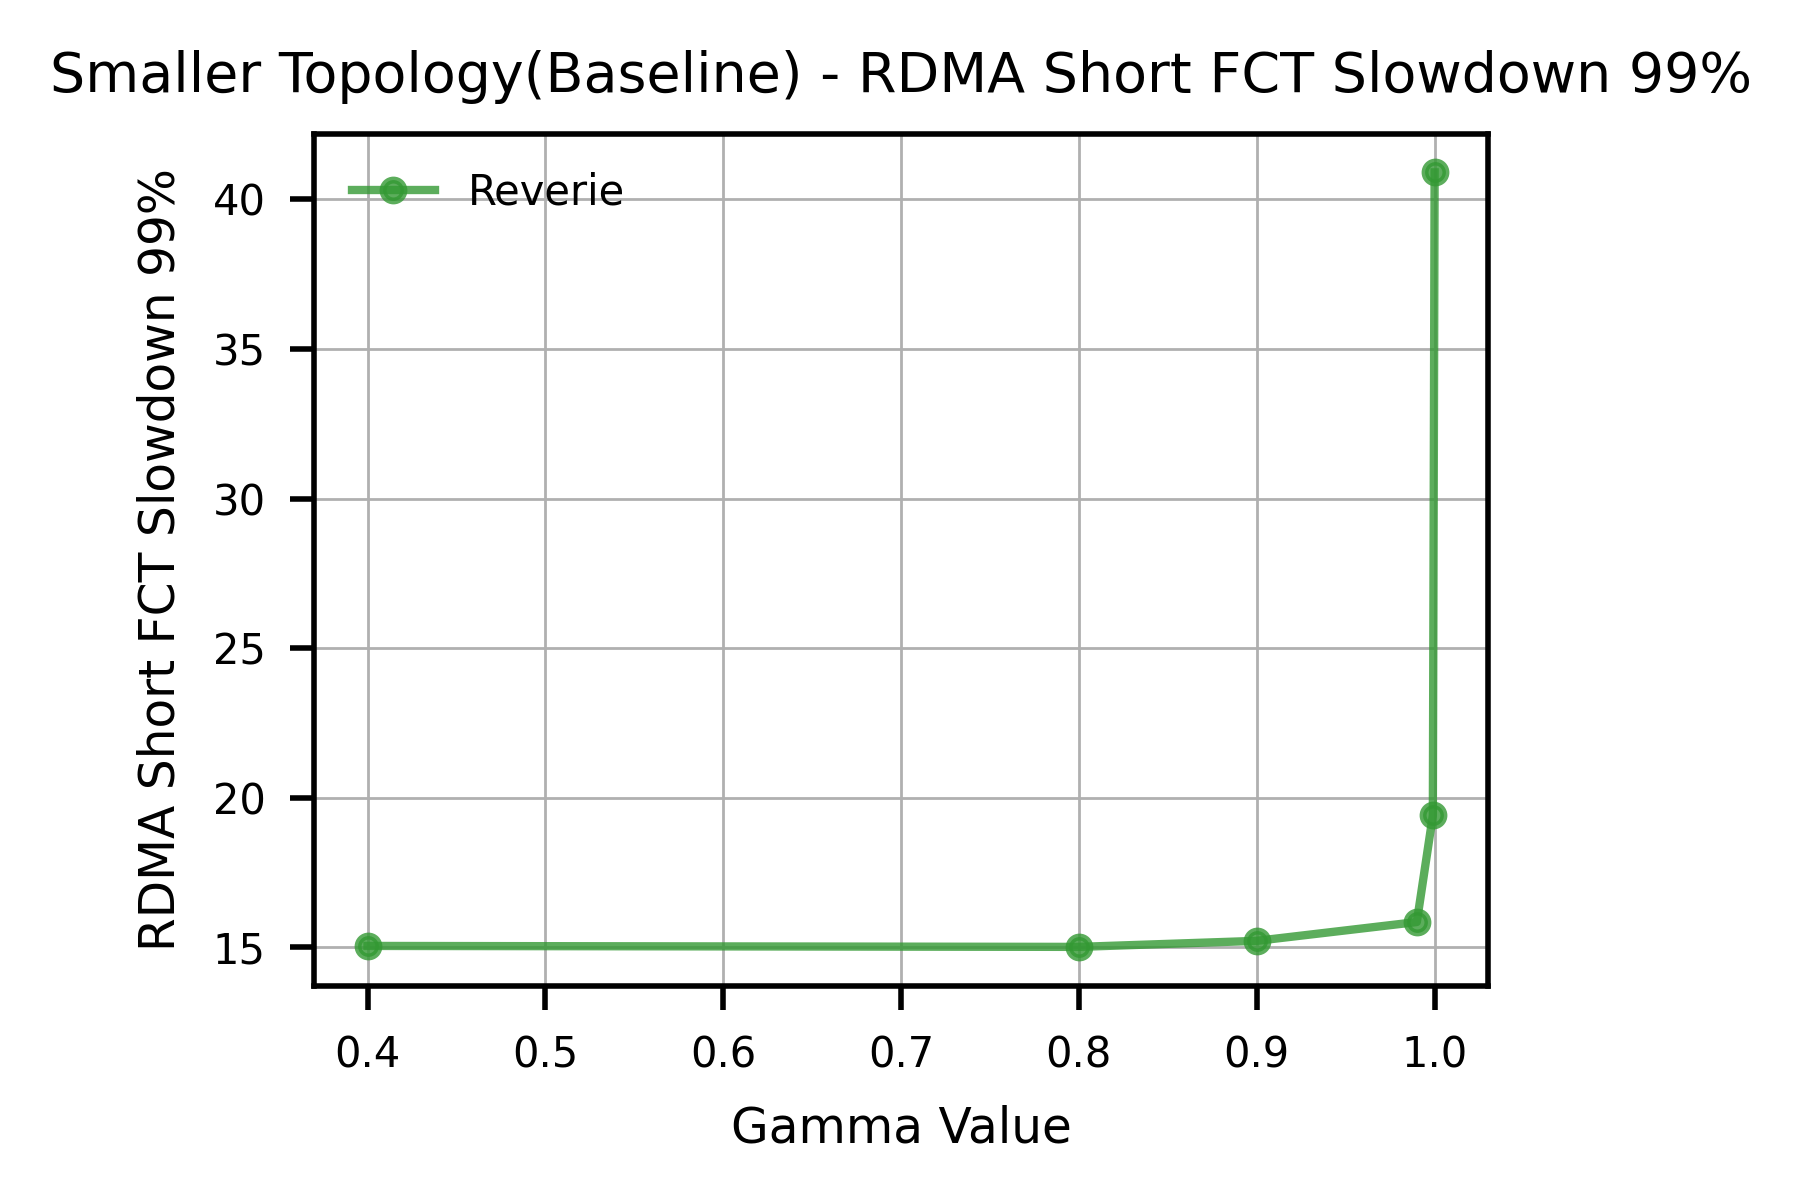 Smaller Topology(Baseline) - RDMA Short FCT Slowdown 99%
RDMA Short FCT Slowdown 99%
40
35
30
25
20
15
Reverie
0.4 0.5 0.6 0.7 0.8 0.9 1.0
Gamma Value